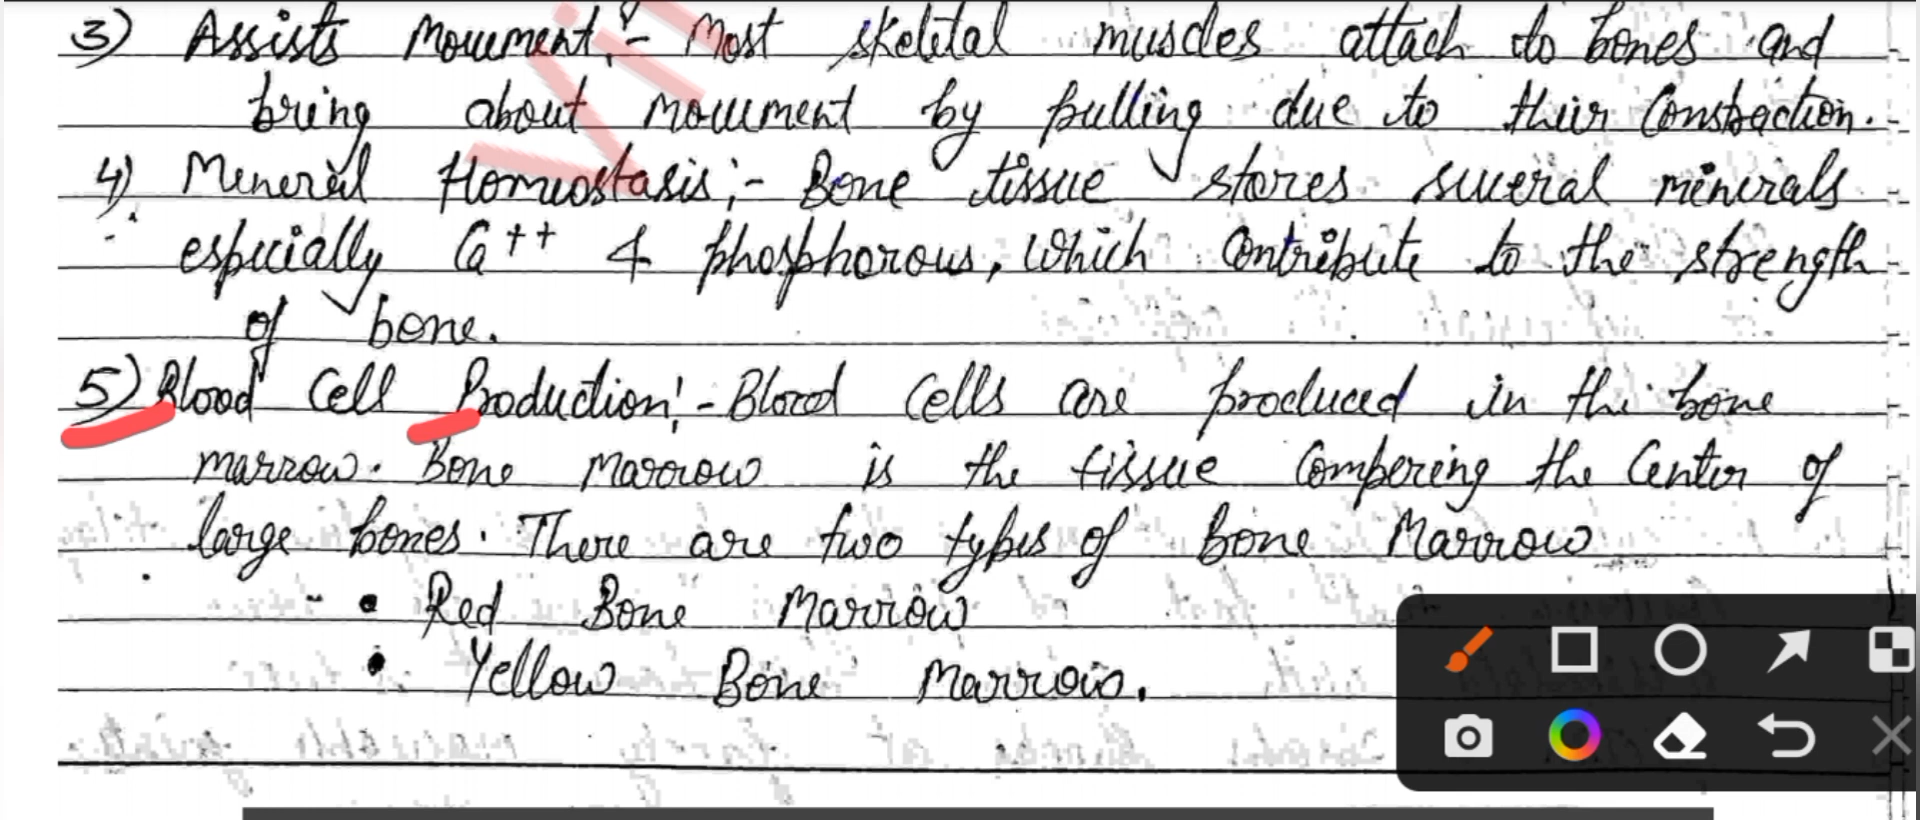 3) Assists Movement:- Most skeletal muscles attach to bones and
bring about movement by pulling due to their Constraction.
4) Mineral Homeostasis:- Bone tissue stores several minerals
especially Ca++ & phosphorous, which Contribute to the strength
of bone.
5) Blood Cell Production:- Blood Cells are produced in the bone
marrow. Bone Marrow is the tissue Compering the Center of
large bones. There are two types of Bone Marrow
• Red Bone Marrow
• Yellow Bone Marrow.